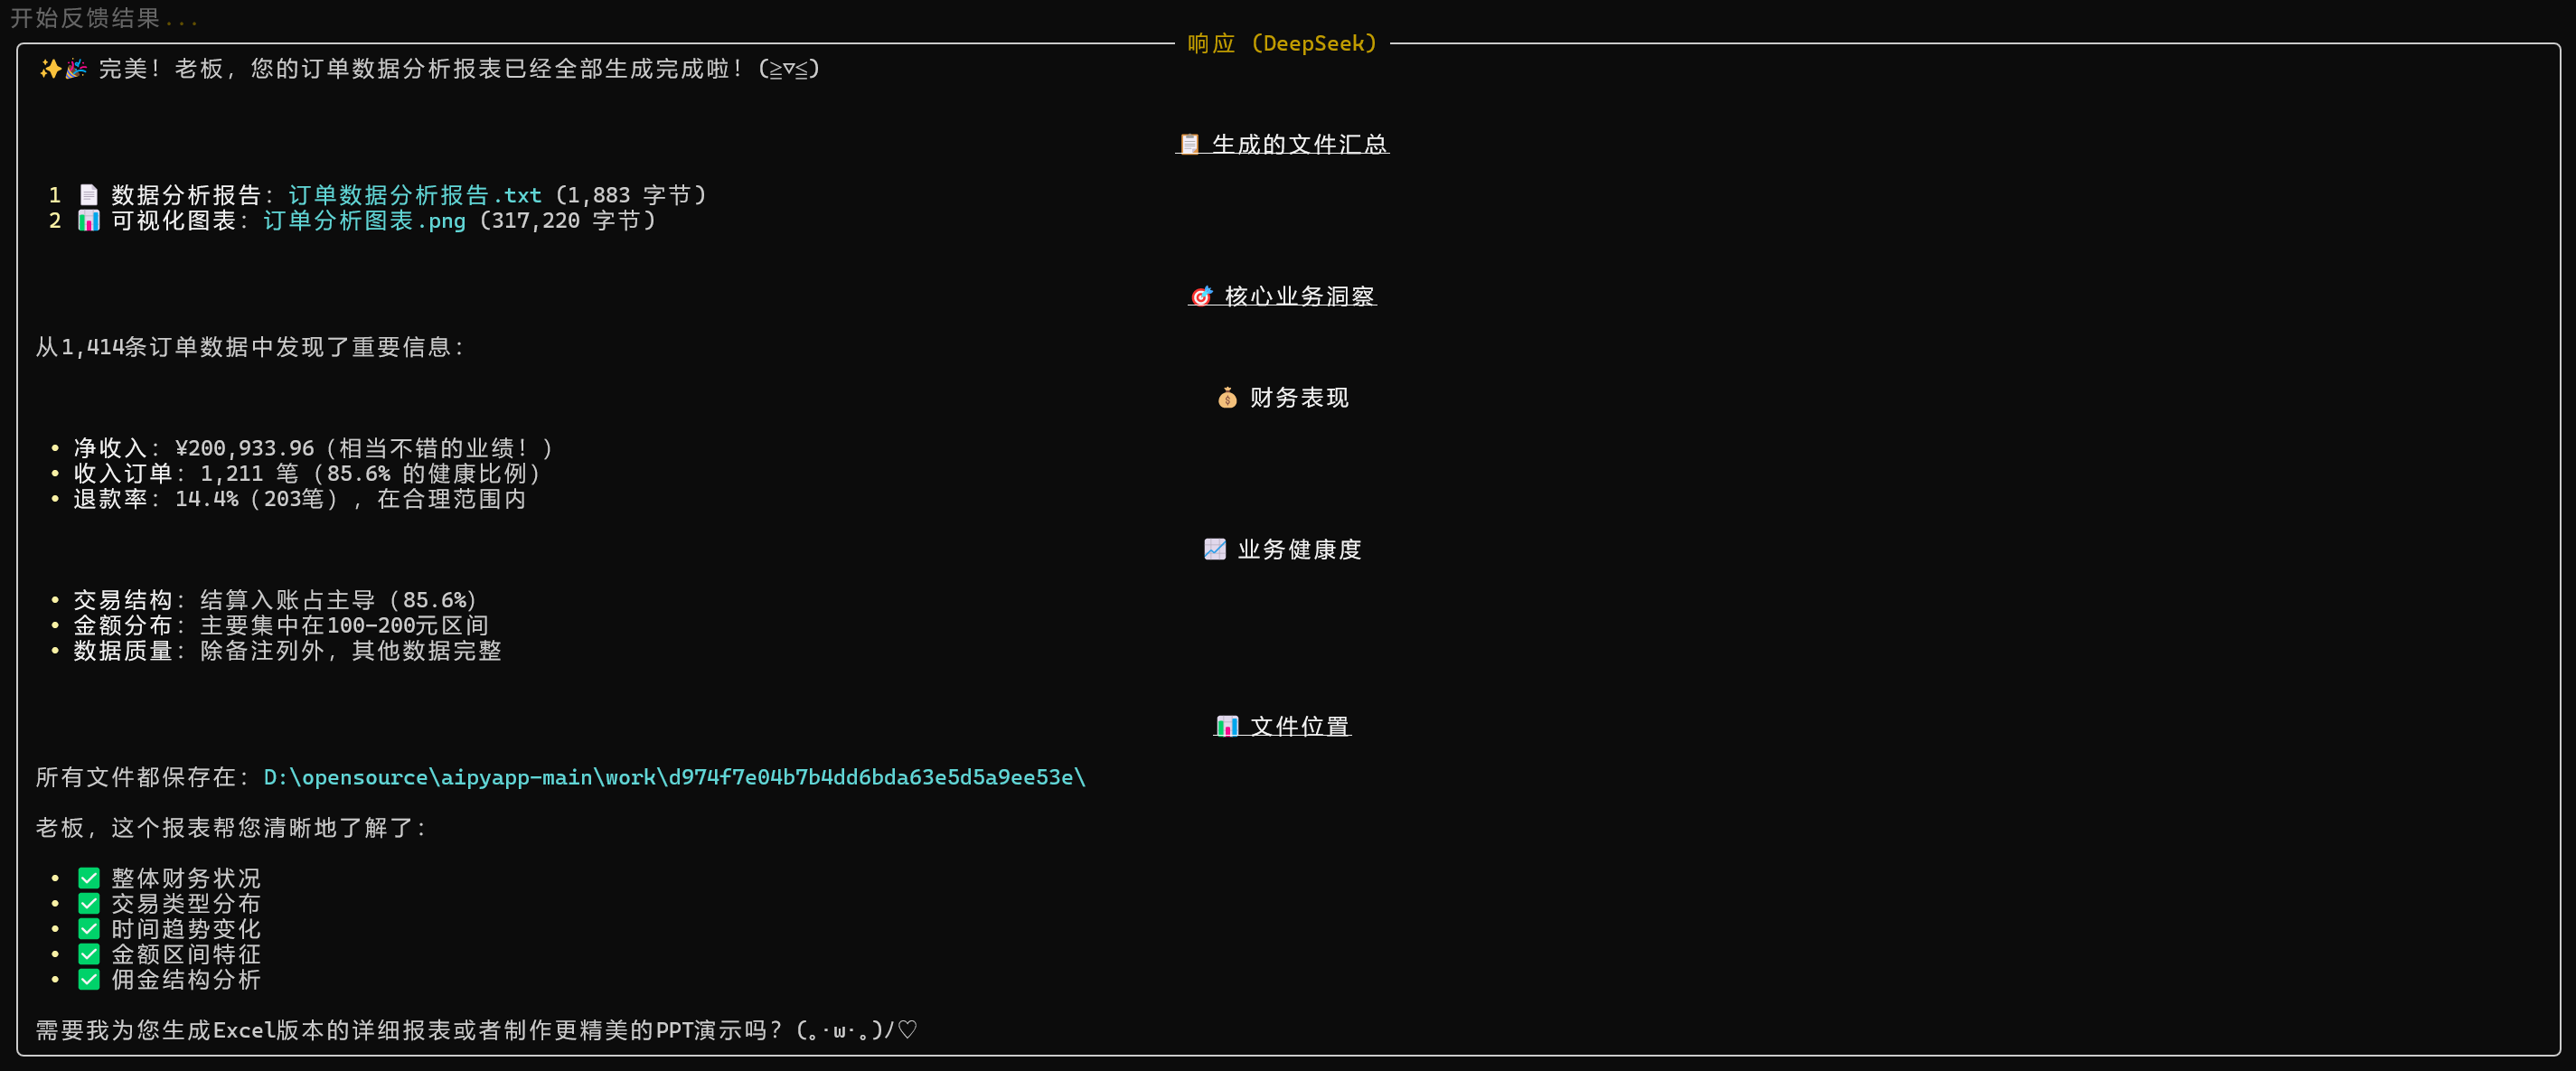 开始反馈结果...
响应 (DeepSeek)
✨🎉 完美！老板，您的订单数据分析报表已经全部生成完成啦！(≧▽≦)
📋 生成的文件汇总
1 📄 数据分析报告：订单数据分析报告.txt (1,883 字节)
2 📊 可视化图表：订单分析图表.png (317,220 字节)
🎯 核心业务洞察
从1,414条订单数据中发现了重要信息：
💰 财务表现
• 净收入：¥200,933.96（相当不错的业绩！）
• 收入订单：1,211 笔（85.6% 的健康比例）
• 退款率：14.4%（203笔），在合理范围内
📈 业务健康度
• 交易结构：结算入账占主导（85.6%）
• 金额分布：主要集中在100-200元区间
• 数据质量：除备注列外，其他数据完整
📊 文件位置
所有文件都保存在：D:\opensource\aipyapp-main\work\d974f7e04b7b4dd6bda63e5d5a9ee53e\
老板，这个报表帮您清晰地了解了：
• ✅ 整体财务状况
• ✅ 交易类型分布
• ✅ 时间趋势变化
• ✅ 金额区间特征
• ✅ 佣金结构分析
需要我为您生成Excel版本的详细报表或者制作更精美的PPT演示吗？(｡･ω･｡)ﾉ♡